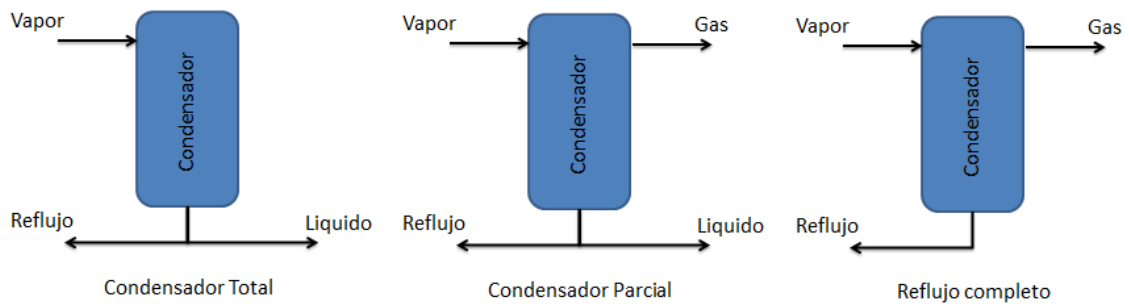 Vapor
Condensador
Reflujo
Liquido
Condensador Total
Vapor
Gas
Condensador
Reflujo
Liquido
Condensador Parcial
Vapor
Gas
Condensador
Reflujo
Reflujo completo